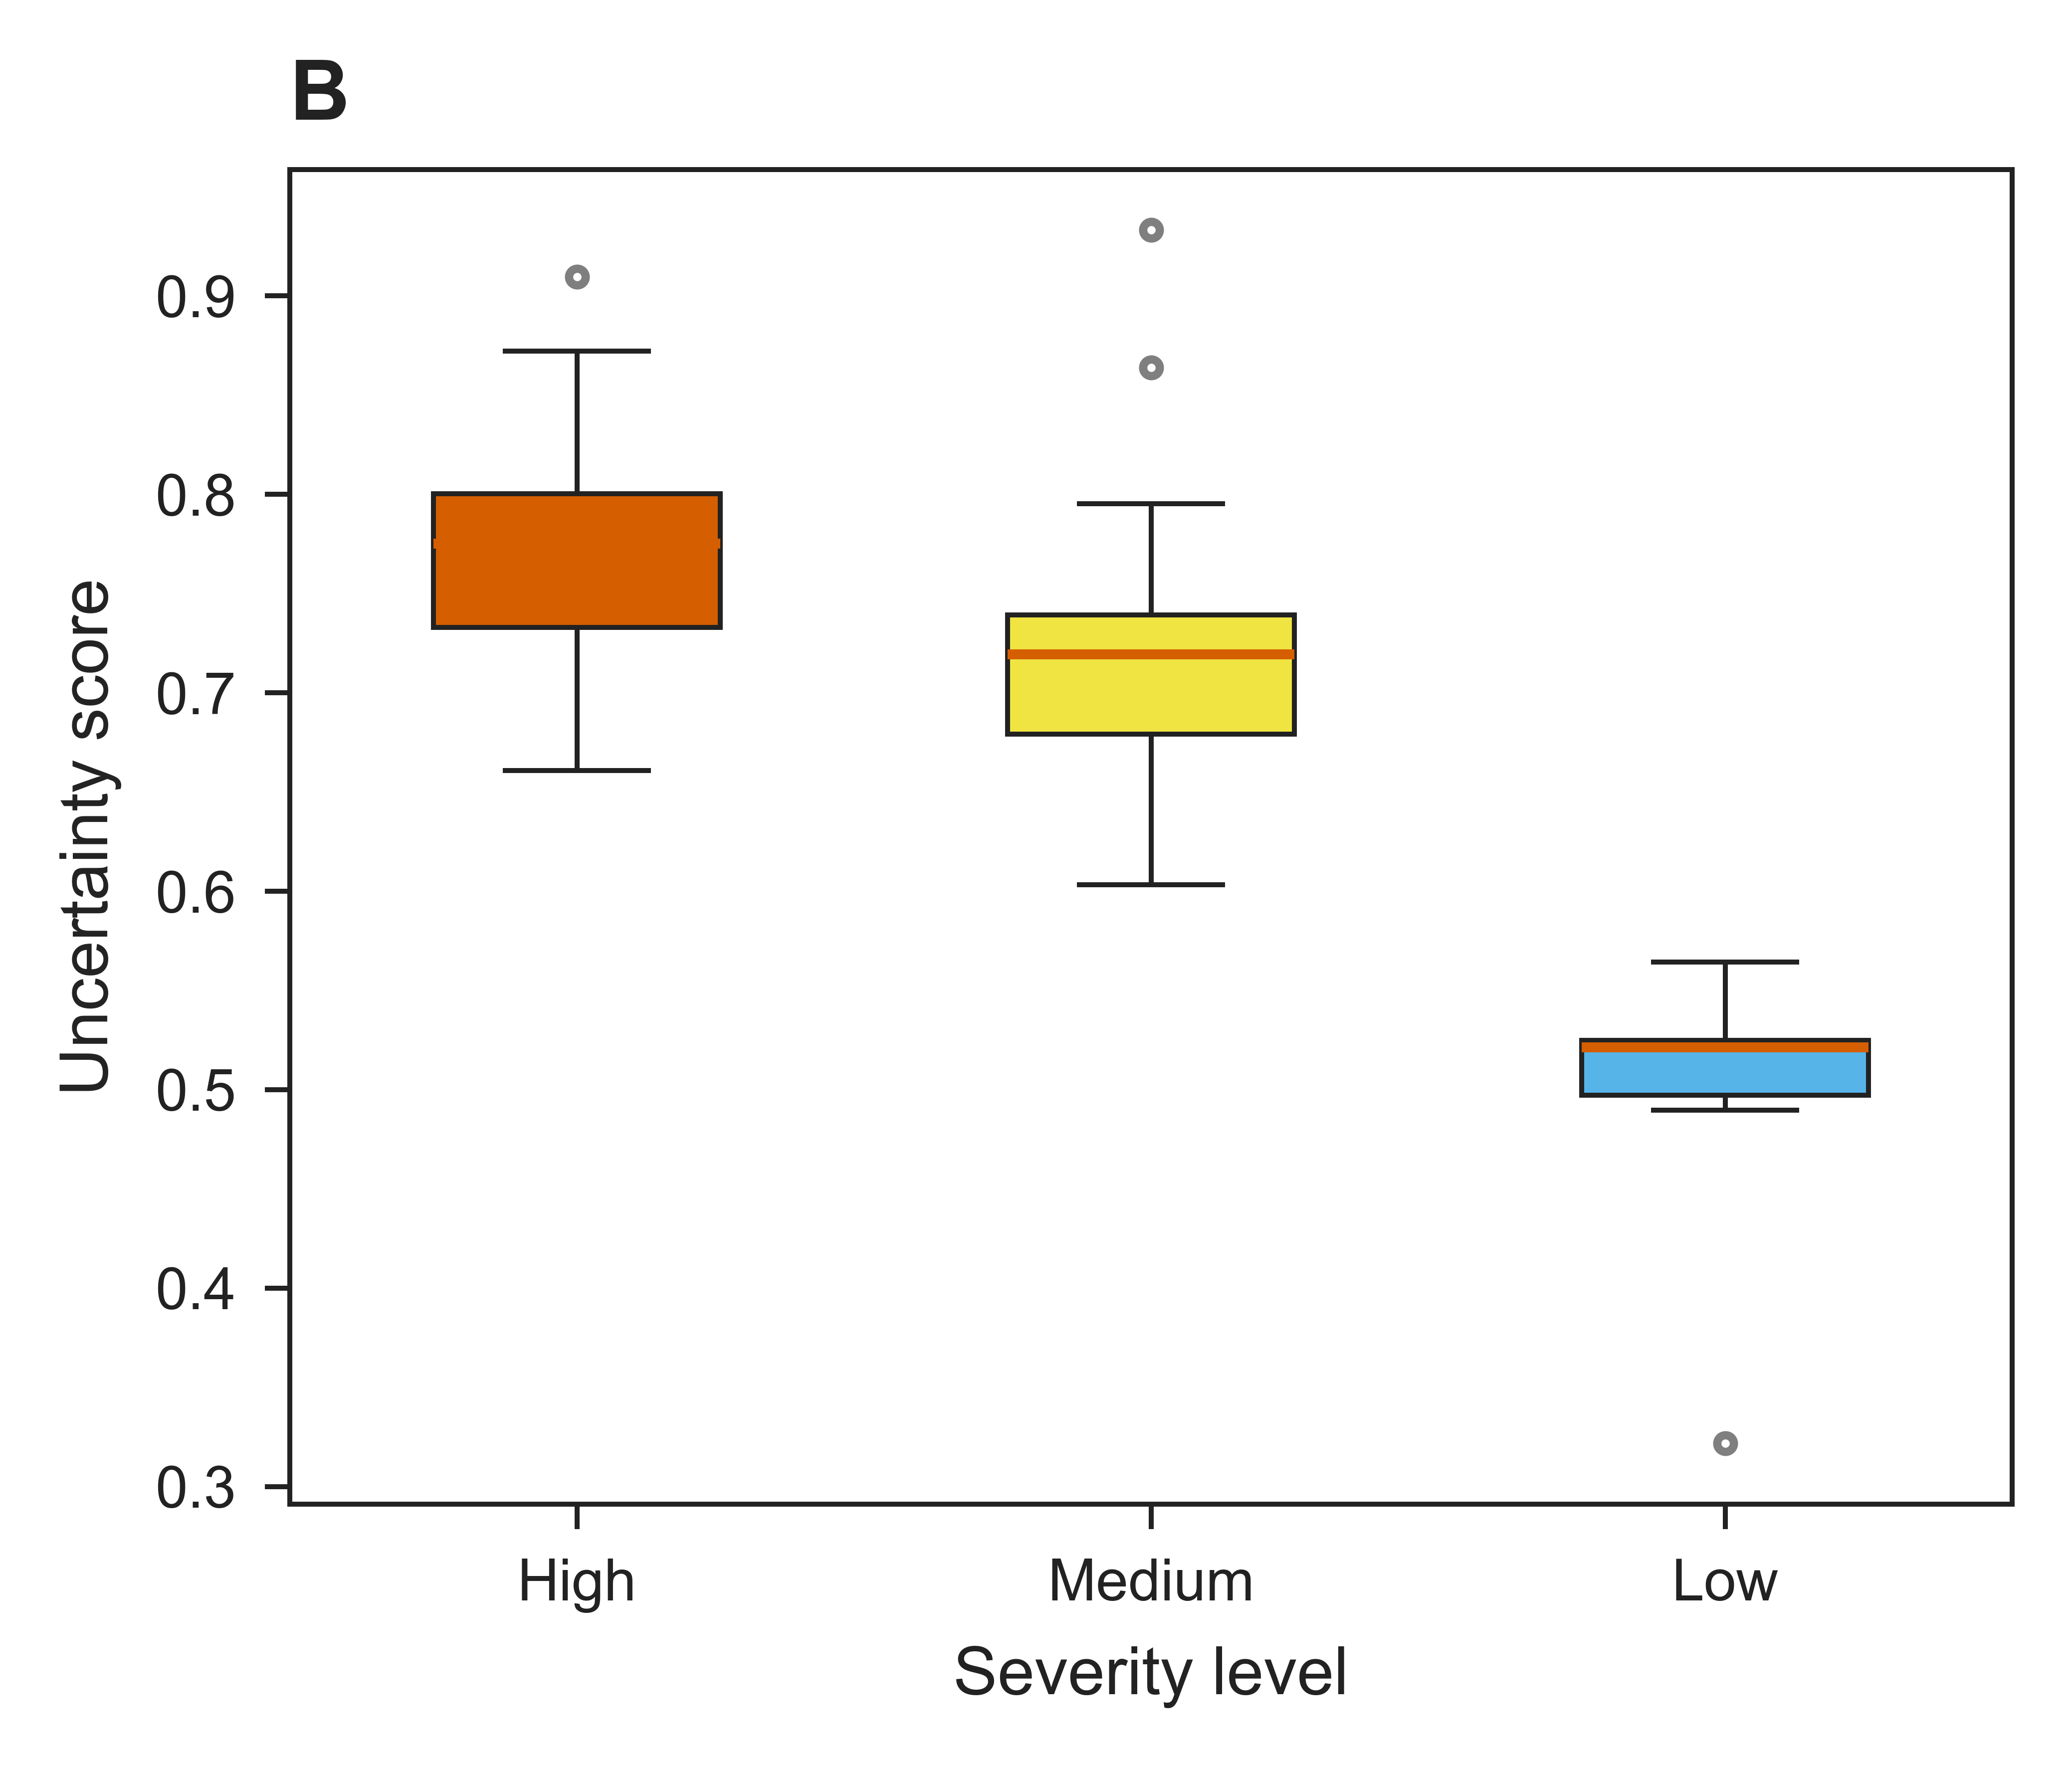 B
Uncertainty score
0.9
0.8
0.7
0.6
0.5
0.4
0.3
High
Medium
Low
Severity level